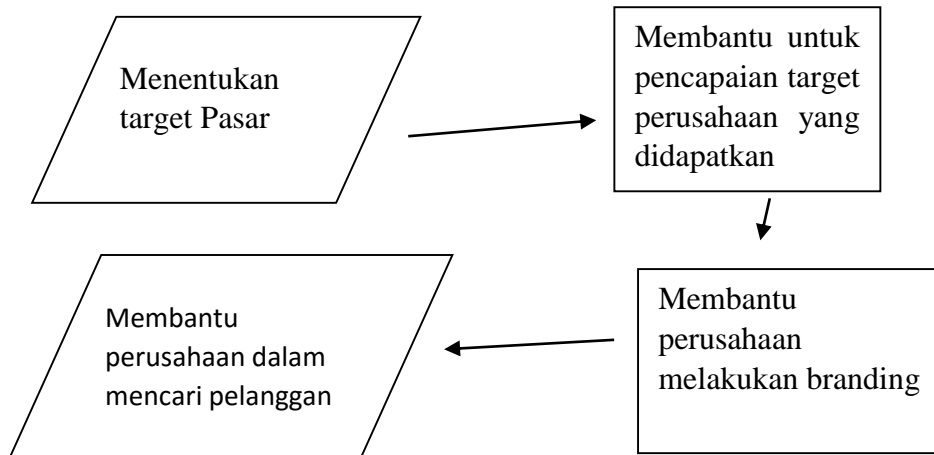 Menentukan
target Pasar
Membantu untuk
pencapaian target
perusahaan yang
didapatkan
Membantu
perusahaan
melakukan branding
Membantu
perusahaan dalam
mencari pelanggan